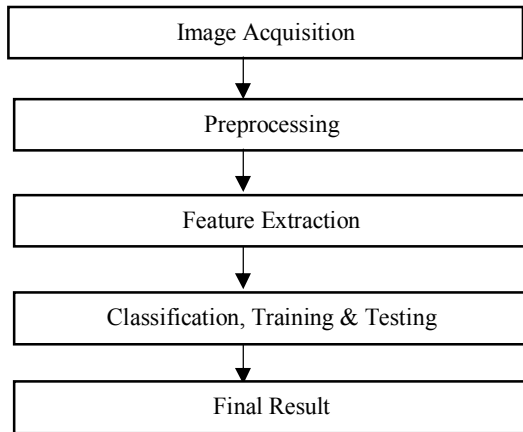 Image Acquisition
Preprocessing
Feature Extraction
Classification, Training & Testing
Final Result